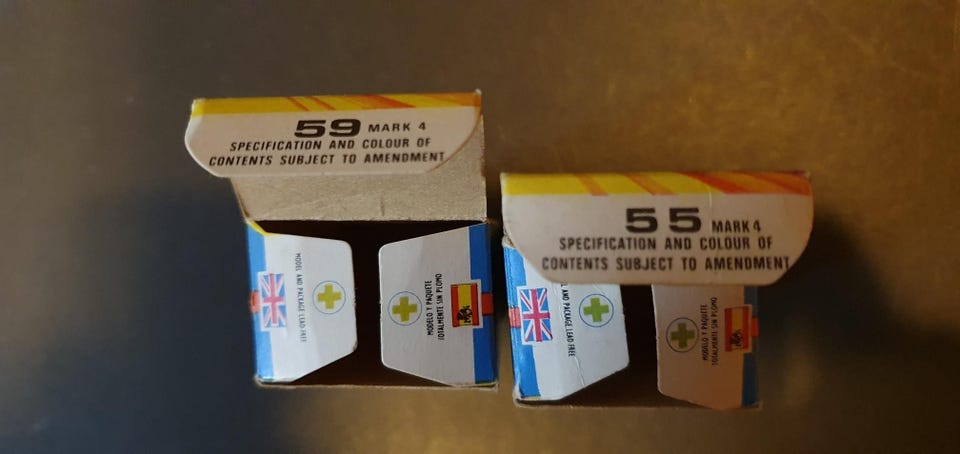 59 MARK 4
SPECIFICATION AND COLOUR OF
CONTENTS SUBJECT TO AMENDMENT
MODEL AND PACKAGE LEAD FREE
MODELO Y PAQUETE
TOTALMENTE SIN PLOMO
55 MARK 4
SPECIFICATION AND COLOUR OF
CONTENTS SUBJECT TO AMENDMENT
AND PACKAGE LEAD FREE
MODELO Y PAQUETE
TOTALMENTE SIN PLOMO